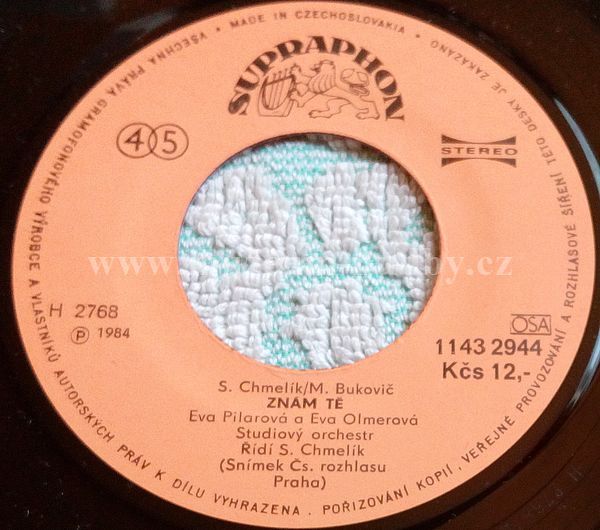 MADE IN CZECHOSLOVAKIA •
VŠECHNA PRÁVA GRAMOFONOVÉHO VÝROBCE A VLASTNÍKŮ AUTORSKÝCH PRÁV K DÍLU VYHRAZENA. POŘIZOVÁNÍ KOPIÍ, VEŘEJNÉ PROVOZOVÁNÍ A ROZHLASOVÉ ŠÍŘENÍ TÉTO DESKY JE ZAKÁZÁNO
SUPRAPHON
45
STEREO
H 2768
Ⓟ 1984
OSA
1143 2944
Kčs 12,-
S. Chmelík/M. Bukovič
ZNÁM TĚ
Eva Pilarová a Eva Olmerová
Studiový orchestr
Řídí S. Chmelík
(Snímek Čs. rozhlasu
Praha)